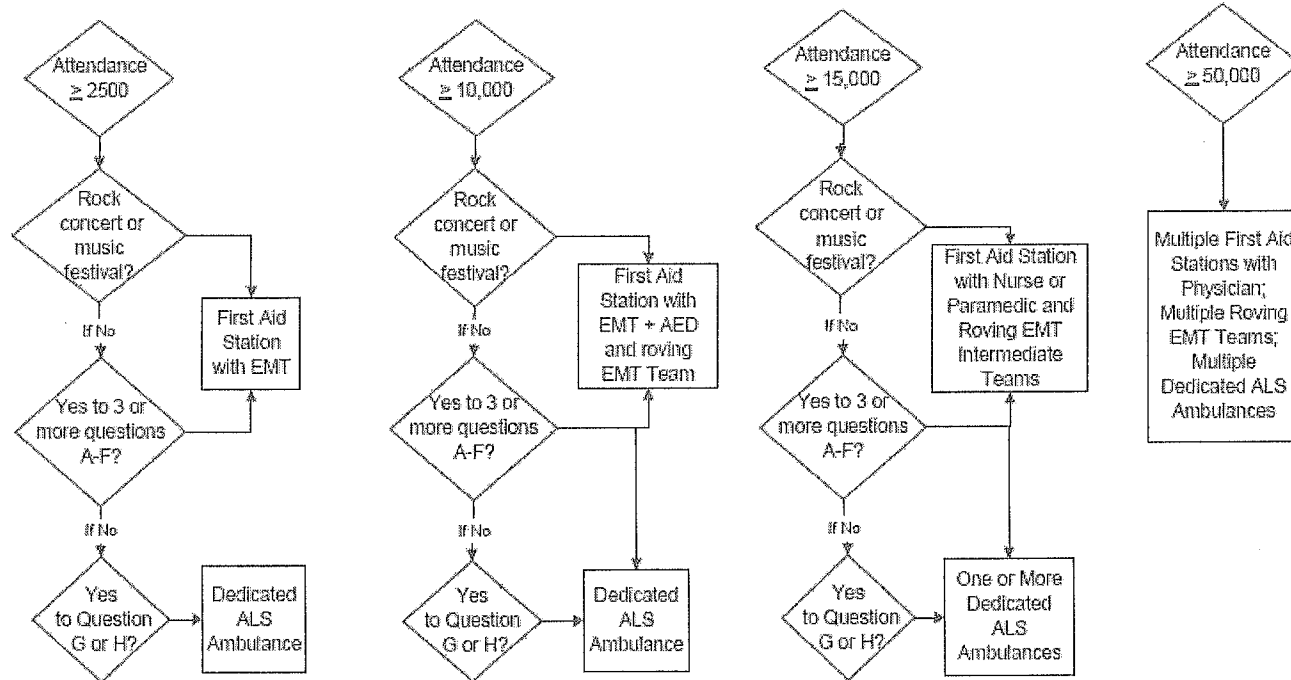 Attendance
≥ 2500
Rock
concert or
music
festival?
If No
First Aid
Station
with EMT
Yes to 3 or
more questions
A-F?
If No
Yes
to Question
G or H?
Dedicated
ALS
Ambulance
Attendance
≥ 10,000
Rock
concert or
music
festival?
If No
First Aid
Station with
EMT + AED
and roving
EMT Team
Yes to 3 or
more questions
A-F?
If No
Yes
to Question
G or H?
Dedicated
ALS
Ambulance
Attendance
≥ 15,000
Rock
concert or
music
festival?
If No
First Aid Station
with Nurse or
Paramedic and
Roving EMT
Intermediate
Teams
Yes to 3 or
more questions
A-F?
If No
Yes
to Question
G or H?
One or More
Dedicated
ALS
Ambulances
Attendance
≥ 50,000
Multiple First Aid
Stations with
Physician;
Multiple Roving
EMT Teams;
Multiple
Dedicated ALS
Ambulances